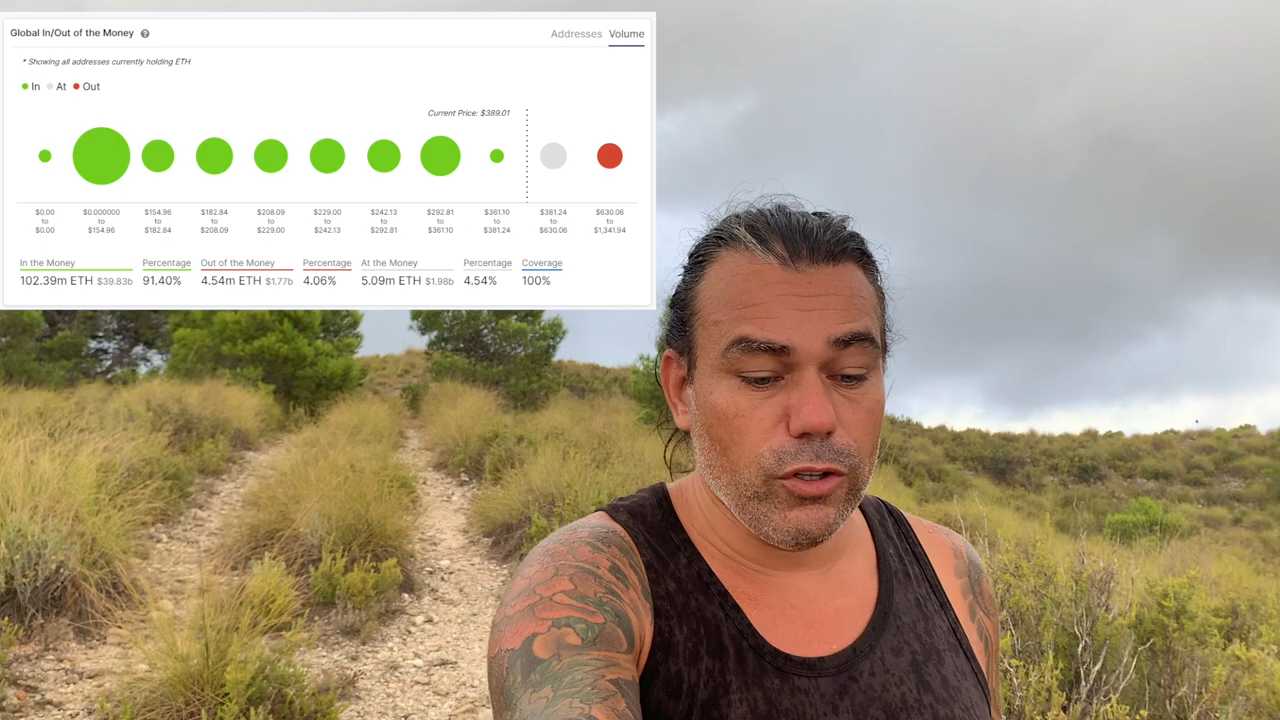 Global In/Out of the Money ?
Addresses Volume
* Showing all addresses currently holding ETH
In At Out
Current Price: $389.01
$0.00 $0.000000 $154.96 $182.84 $208.09 $229.00 $242.13 $292.81 $361.10 $381.24 $630.06
to to to to to to to to to to to
$0.00 $154.96 $182.84 $208.09 $229.00 $242.13 $292.81 $361.10 $381.24 $630.06 $1,341.94
In the Money Percentage Out of the Money Percentage At the Money Percentage Coverage
102.39m ETH $39.83b 91.40% 4.54m ETH $1.77b 4.06% 5.09m ETH $1.98b 4.54% 100%